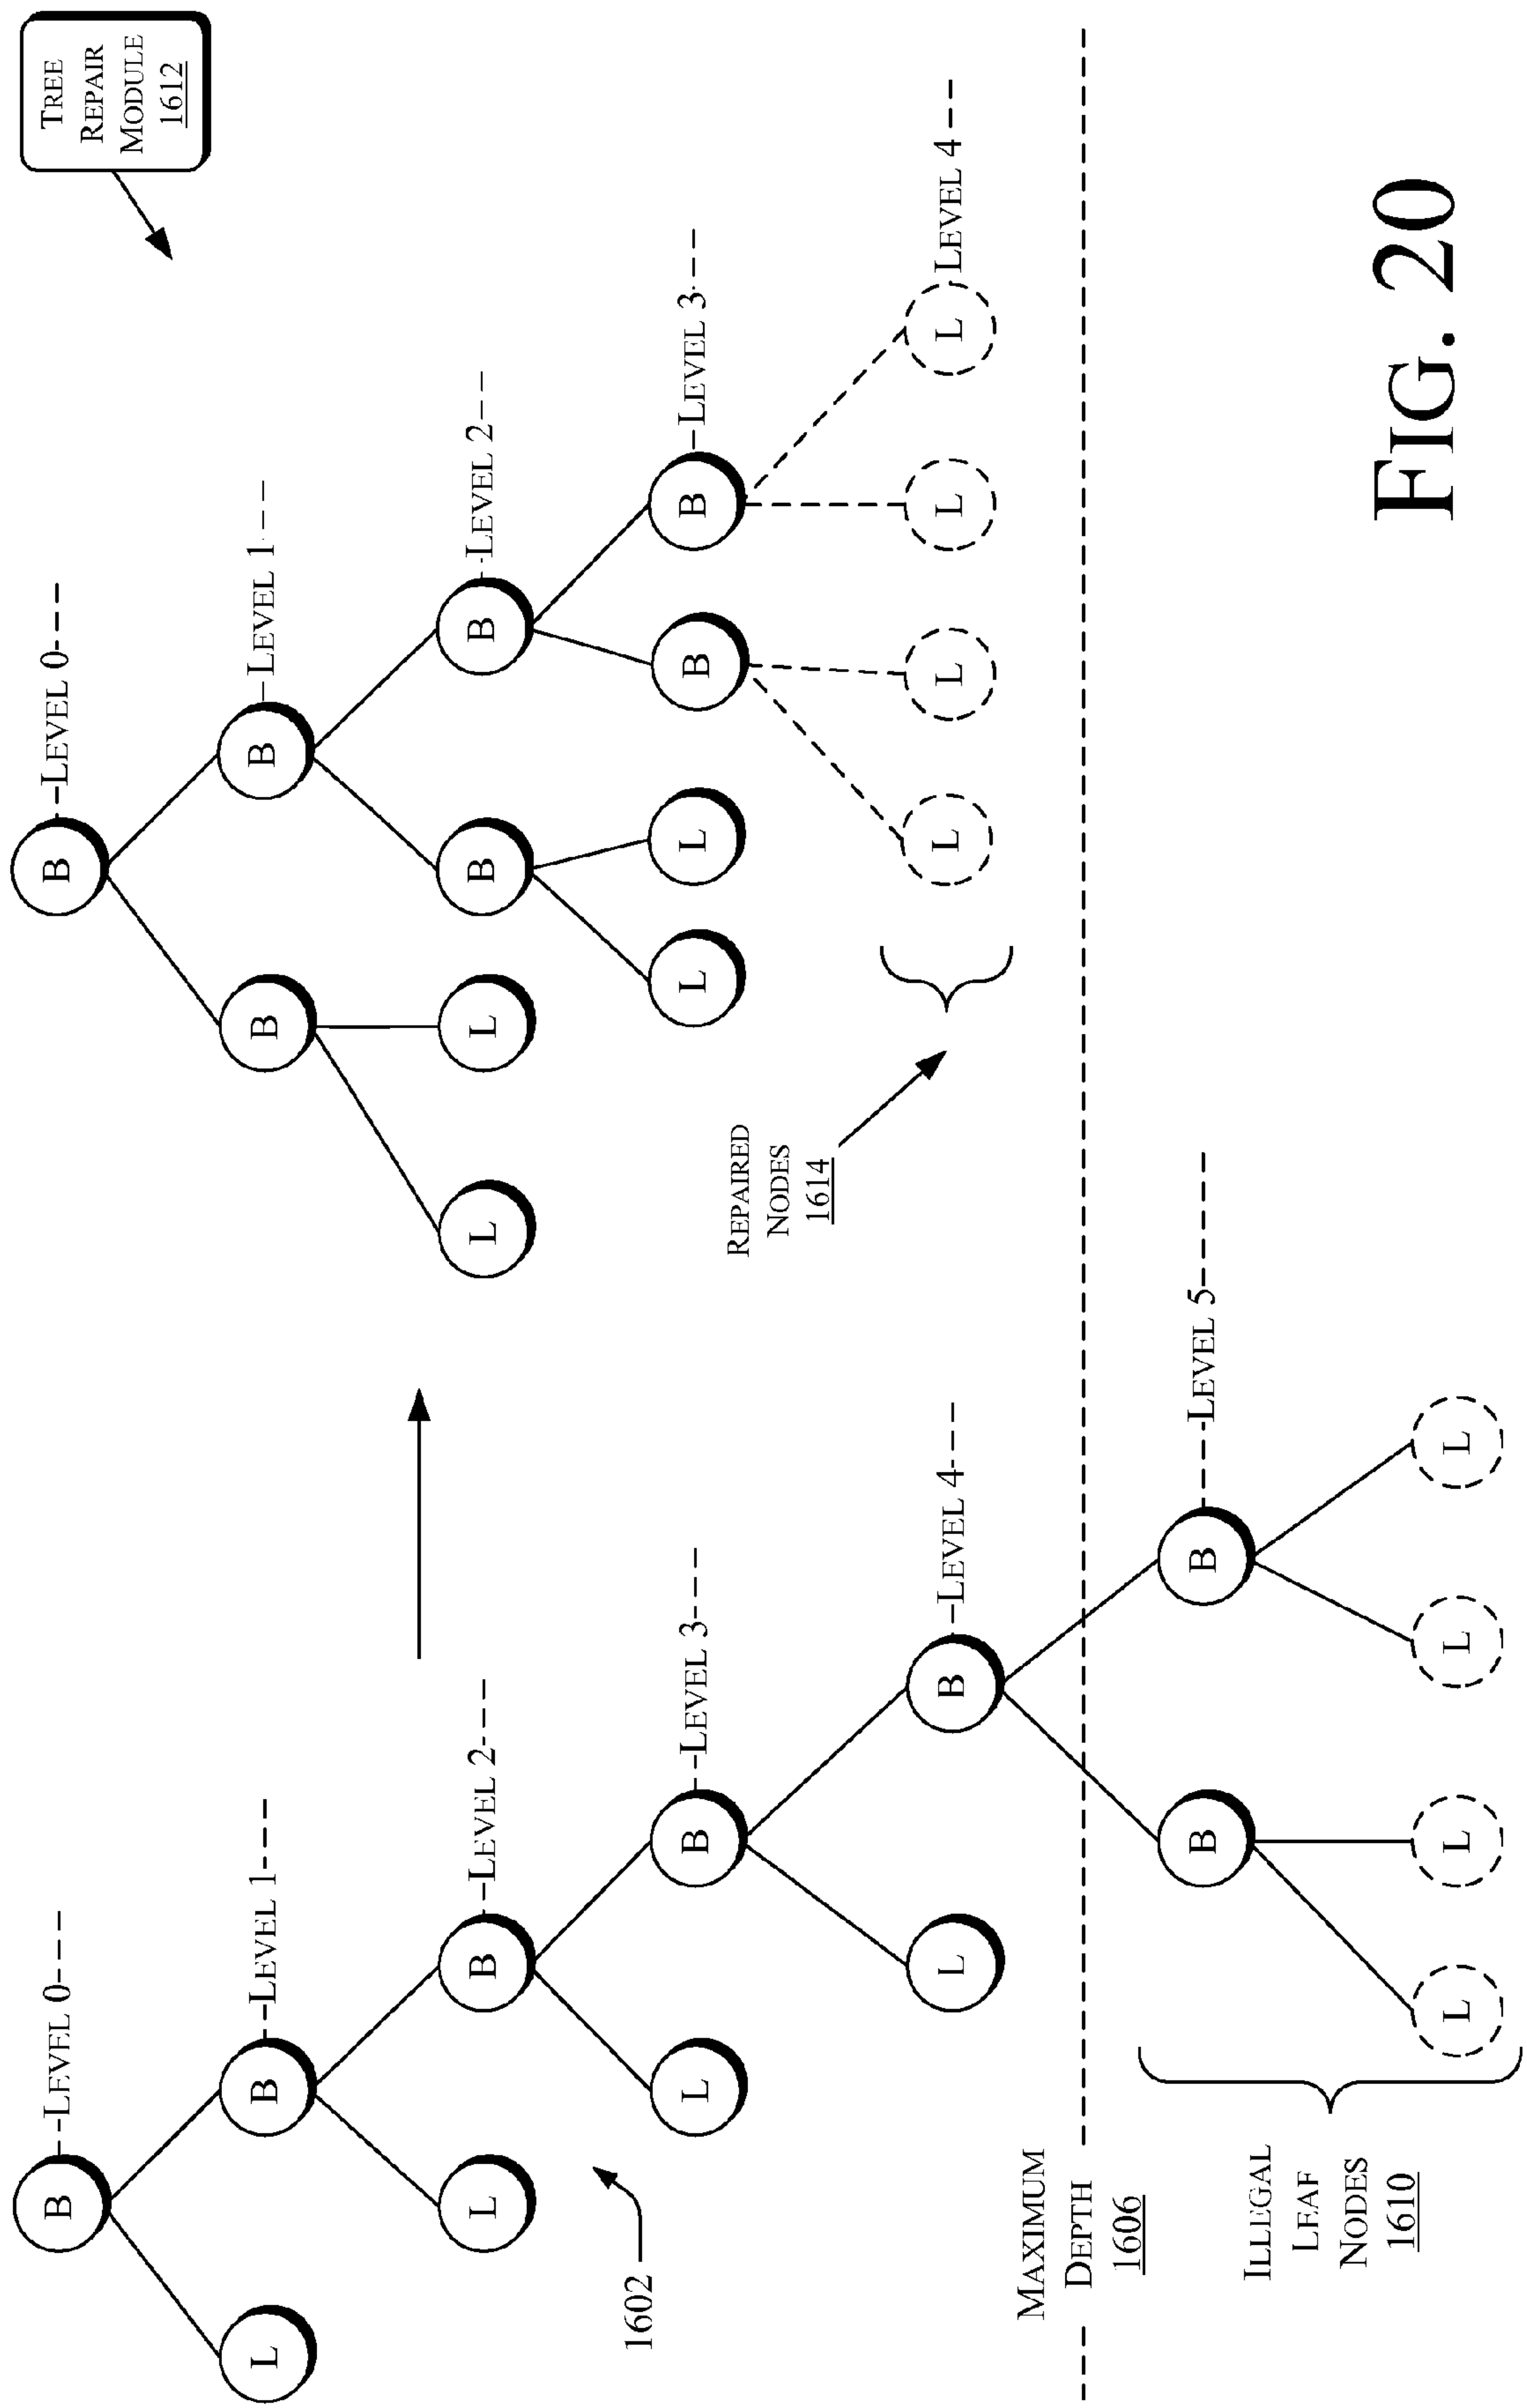 B LEVEL 0
B LEVEL 0
TREE
REPAIR
MODULE
1612
L B LEVEL 1
B B LEVEL 1
L B LEVEL 2
L L B B LEVEL 2
L B LEVEL 3
L L B B LEVEL 3
1602
REPAIRED
NODES
1614
L B LEVEL 4
L L L L LEVEL 4
MAXIMUM
DEPTH
1606
B B LEVEL 5
ILLEGAL
LEAF
NODES
1610
L L L L
FIG. 20